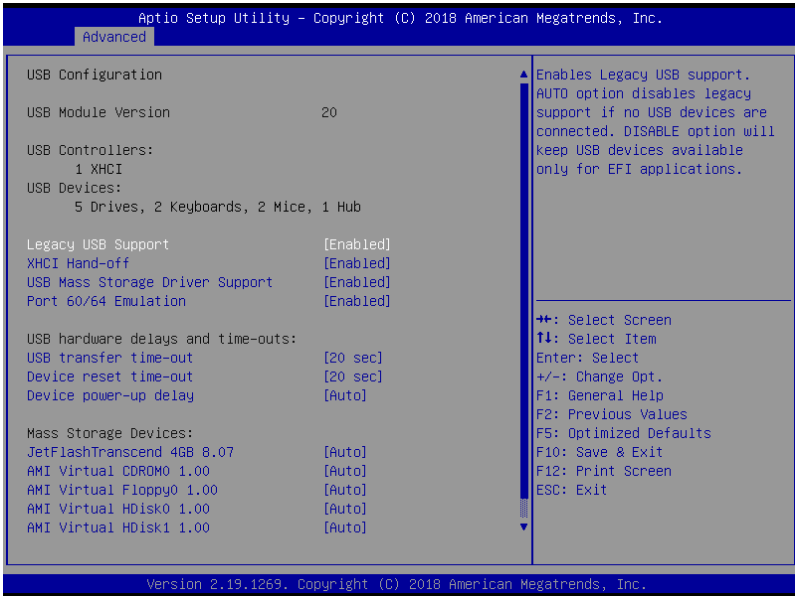 Aptio Setup Utility – Copyright (C) 2018 American Megatrends, Inc.
Advanced
USB Configuration
USB Module Version 20
USB Controllers:
1 XHCI
USB Devices:
5 Drives, 2 Keyboards, 2 Mice, 1 Hub
Legacy USB Support [Enabled]
XHCI Hand-off [Enabled]
USB Mass Storage Driver Support [Enabled]
Port 60/64 Emulation [Enabled]
USB hardware delays and time-outs:
USB transfer time-out [20 sec]
Device reset time-out [20 sec]
Device power-up delay [Auto]
Mass Storage Devices:
JetFlashTranscend 4GB 8.07 [Auto]
AMI Virtual CDROM0 1.00 [Auto]
AMI Virtual Floppy0 1.00 [Auto]
AMI Virtual HDisk0 1.00 [Auto]
AMI Virtual HDisk1 1.00 [Auto]
Enables Legacy USB support.
AUTO option disables legacy
support if no USB devices are
connected. DISABLE option will
keep USB devices available
only for EFI applications.
→←: Select Screen
↑↓: Select Item
Enter: Select
+/-: Change Opt.
F1: General Help
F2: Previous Values
F5: Optimized Defaults
F10: Save & Exit
F12: Print Screen
ESC: Exit
Version 2.19.1269. Copyright (C) 2018 American Megatrends, Inc.